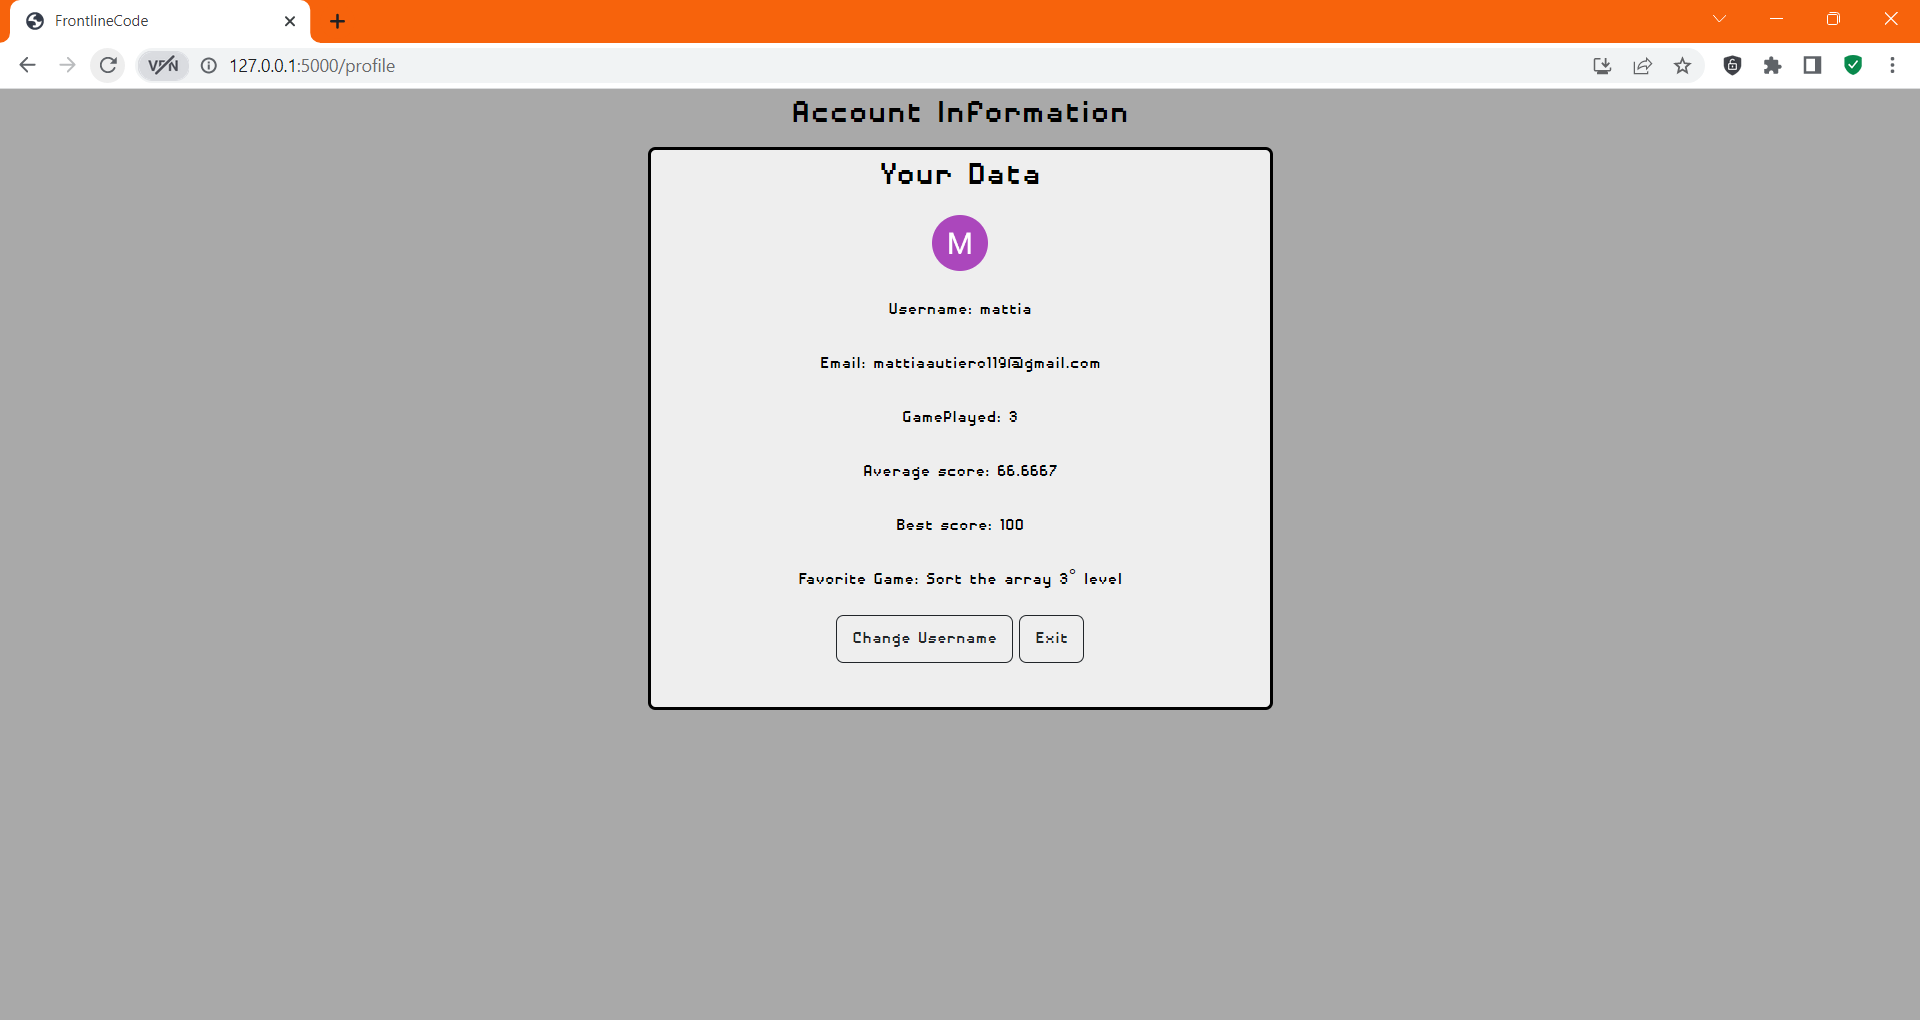 FrontlineCode
VPN
127.0.0.1:5000/profile
Account Information
Your Data
M
Username: mattia
Email: mattiaautiero119@gmail.com
GamePlayed: 3
Average score: 66.6667
Best score: 100
Favorite Game: Sort the array 3° level
Change Username
Exit